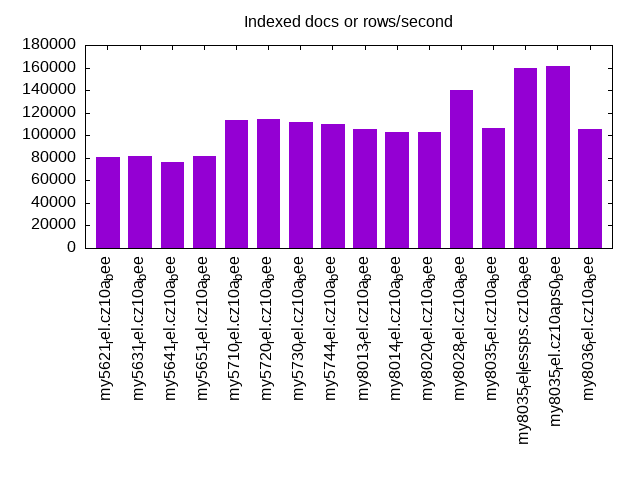 Indexed docs or rows/second
180000
160000
140000
120000
100000
80000
60000
40000
20000
0
my5621rel.cz10abee
my5631rel.cz10abee
my5641rel.cz10abee
my5651rel.cz10abee
my5710rel.cz10abee
my5720rel.cz10abee
my5730rel.cz10abee
my5744rel.cz10abee
my8013rel.cz10abee
my8014rel.cz10abee
my8020rel.cz10abee
my8028rel.cz10abee
my8035rel.cz10abee
my8035rellessps.cz10abee
my8035rel.cz10aps0bee
my8036rel.cz10abee